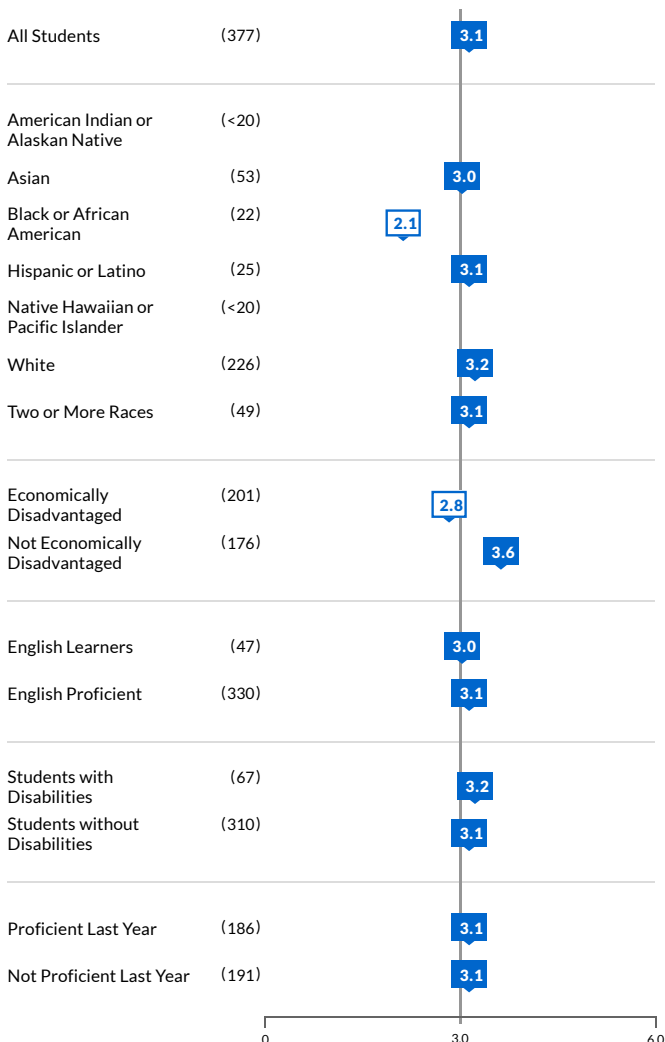 All Students (377) 3.1
American Indian or (<20)
Alaskan Native
Asian (53) 3.0
Black or African (22) 2.1
American
Hispanic or Latino (25) 3.1
Native Hawaiian or (<20)
Pacific Islander
White (226) 3.2
Two or More Races (49) 3.1
Economically (201) 2.8
Disadvantaged
Not Economically (176) 3.6
Disadvantaged
English Learners (47) 3.0
English Proficient (330) 3.1
Students with (67) 3.2
Disabilities
Students without (310) 3.1
Disabilities
Proficient Last Year (186) 3.1
Not Proficient Last Year (191) 3.1
0 3.0 6.0